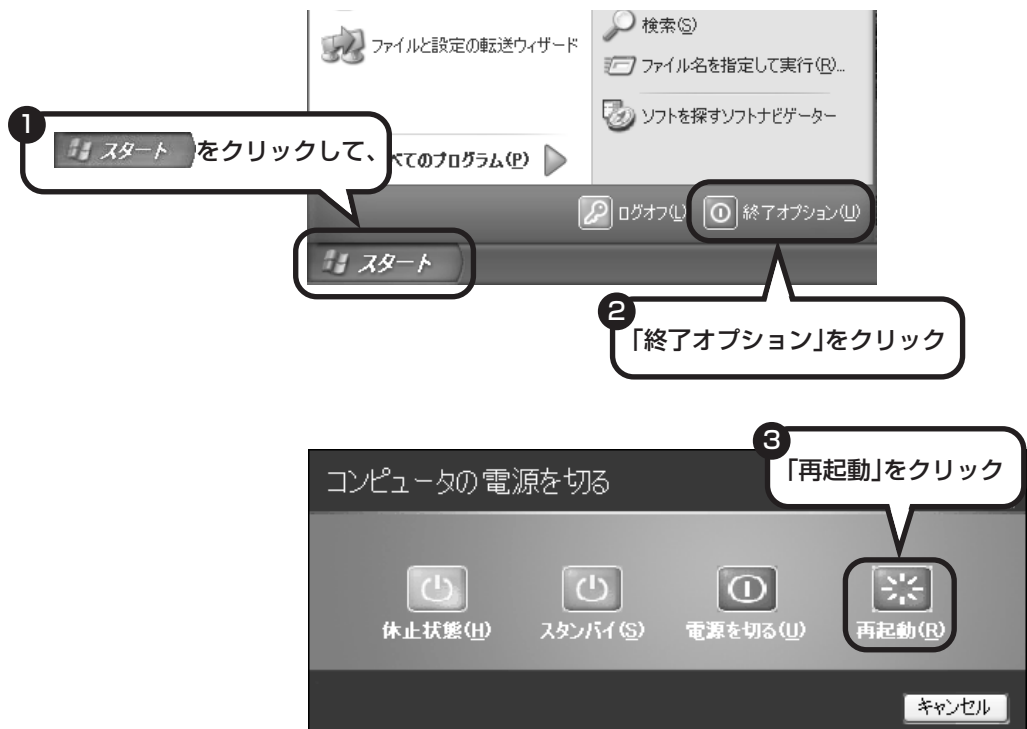 検索(S)
ファイルと設定の転送ウィザード
ファイル名を指定して実行(R)...
ソフトを探すソフトナビゲーター
1
スタート をクリックして、
べてのプログラム(P)
ログオフ(L)
終了オプション(U)
スタート
2
「終了オプション」をクリック
3
「再起動」をクリック
コンピュータの電源を切る
休止状態(H)
スタンバイ(S)
電源を切る(U)
再起動(R)
キャンセル